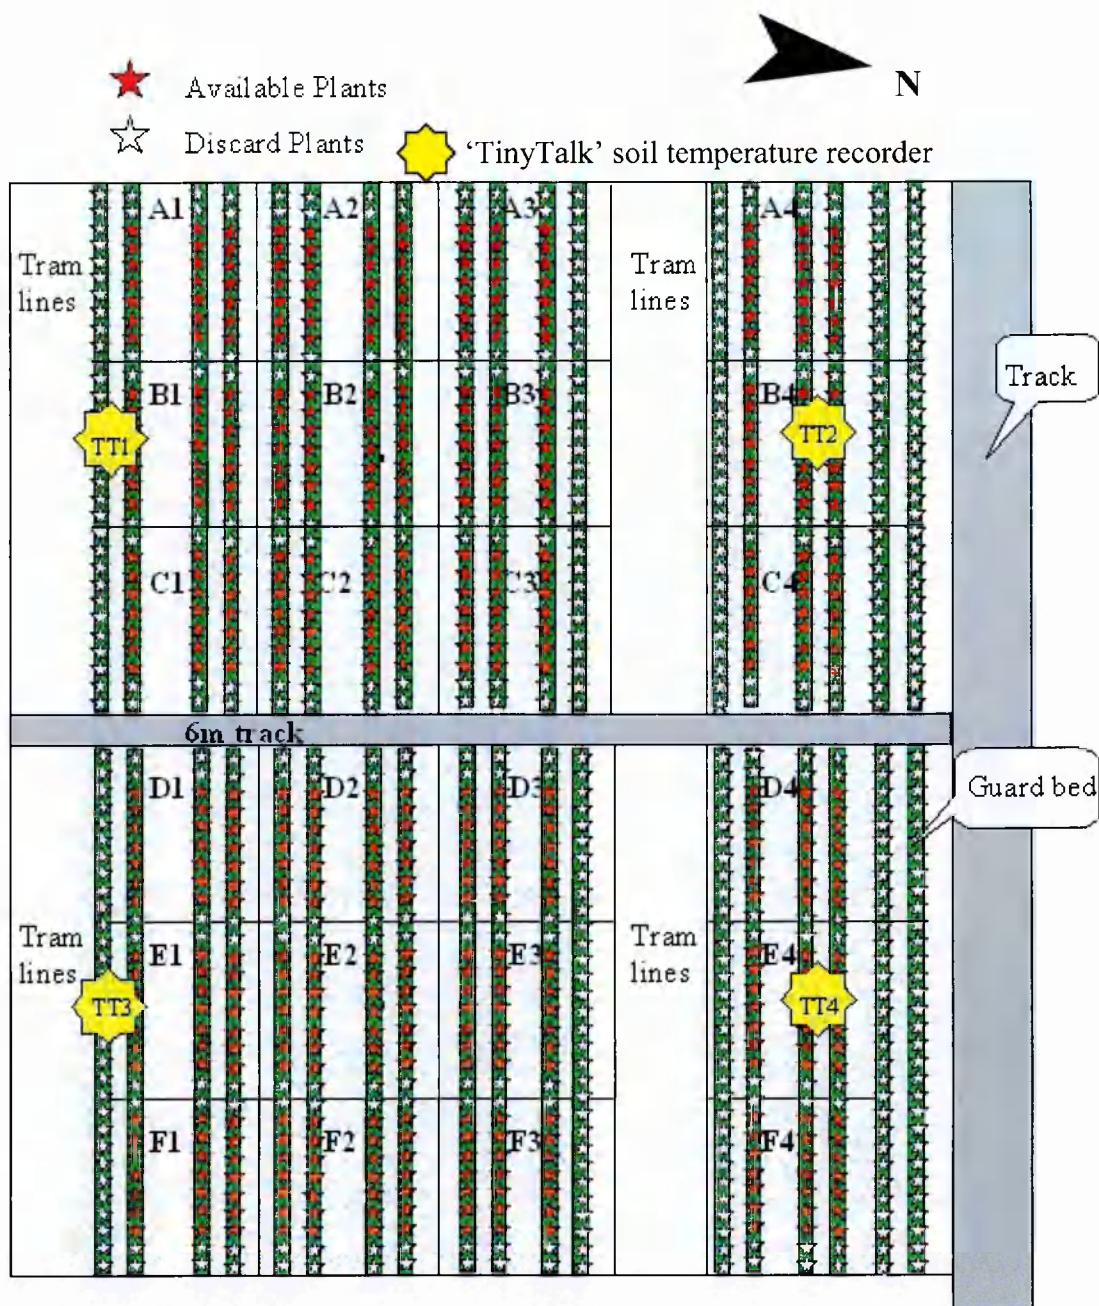 N
Available Plants
Discard Plants
‘TinyTalk’ soil temperature recorder
A1 A2 A3 A4
Tram
lines
Tram
lines
Track
B1 B2 B3 B4
TT1 TT2
C1 C2 C3 C4
6m track
D1 D2 D3 D4
Guard bed
Tram
lines
Tram
lines
E1 E2 E3 E4
TT3 TT4
F1 F2 F3 F4